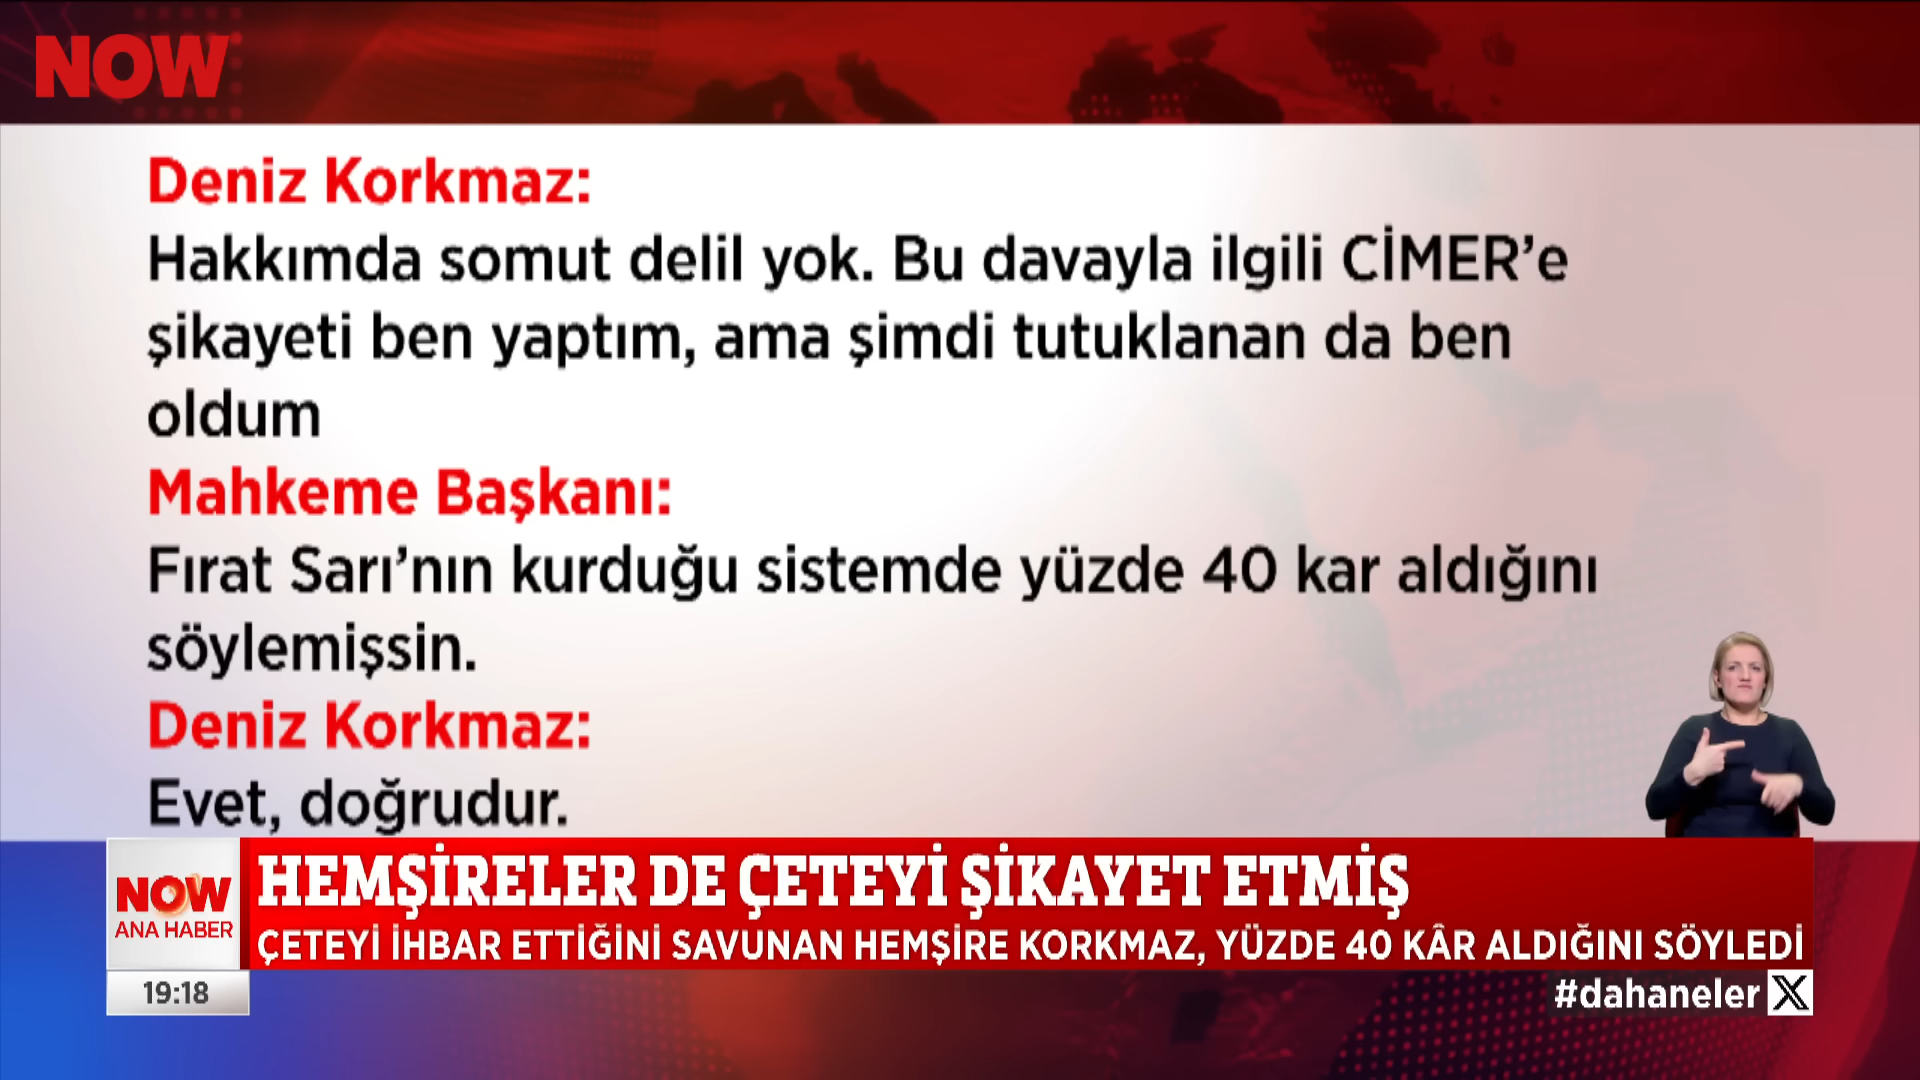 NOW
Deniz Korkmaz:
Hakkımda somut delil yok. Bu davayla ilgili CİMER’e
şikayeti ben yaptım, ama şimdi tutuklanan da ben
oldum
Mahkeme Başkanı:
Fırat Sarı’nın kurduğu sistemde yüzde 40 kar aldığını
söylemişsin.
Deniz Korkmaz:
Evet, doğrudur.
NOW
ANA HABER
HEMŞİRELER DE ÇETEYİ ŞİKAYET ETMİŞ
ÇETEYİ İHBAR ETTİĞİNİ SAVUNAN HEMŞİRE KORKMAZ, YÜZDE 40 KÂR ALDIĞINI SÖYLEDİ
19:18
#dahaneler X